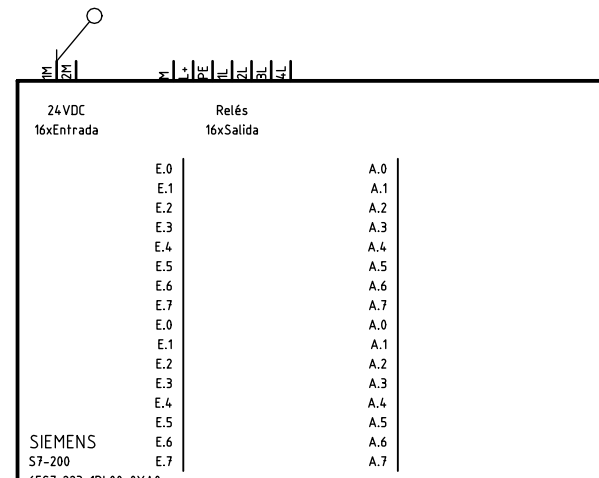 1M 2M M L+ PE 1L 2L 3L 4L
24VDC Relés
16xEntrada 16xSalida
E.0 A.0
E.1 A.1
E.2 A.2
E.3 A.3
E.4 A.4
E.5 A.5
E.6 A.6
E.7 A.7
E.0 A.0
E.1 A.1
E.2 A.2
E.3 A.3
E.4 A.4
E.5 A.5
SIEMENS E.6 A.6
S7-200 E.7 A.7